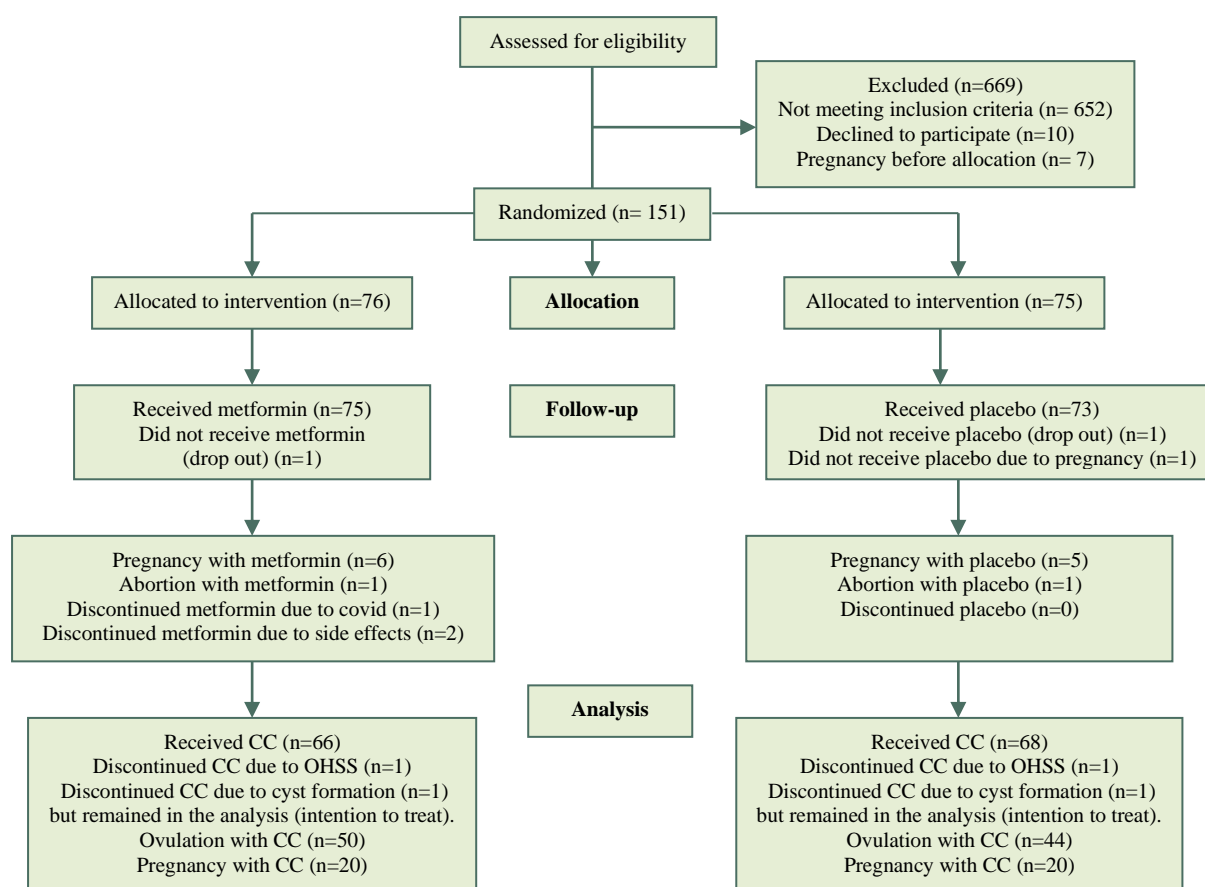 Assessed for eligibility
Excluded (n=669)
Not meeting inclusion criteria (n= 652)
Declined to participate (n=10)
Pregnancy before allocation (n= 7)
Randomized (n= 151)
Allocated to intervention (n=76)
Allocation
Allocated to intervention (n=75)
Received metformin (n=75)
Did not receive metformin
(drop out) (n=1)
Follow-up
Received placebo (n=73)
Did not receive placebo (drop out) (n=1)
Did not receive placebo due to pregnancy (n=1)
Pregnancy with metformin (n=6)
Abortion with metformin (n=1)
Discontinued metformin due to covid (n=1)
Discontinued metformin due to side effects (n=2)
Pregnancy with placebo (n=5)
Abortion with placebo (n=1)
Discontinued placebo (n=0)
Analysis
Received CC (n=66)
Discontinued CC due to OHSS (n=1)
Discontinued CC due to cyst formation (n=1)
but remained in the analysis (intention to treat).
Ovulation with CC (n=50)
Pregnancy with CC (n=20)
Received CC (n=68)
Discontinued CC due to OHSS (n=1)
Discontinued CC due to cyst formation (n=1)
but remained in the analysis (intention to treat).
Ovulation with CC (n=44)
Pregnancy with CC (n=20)